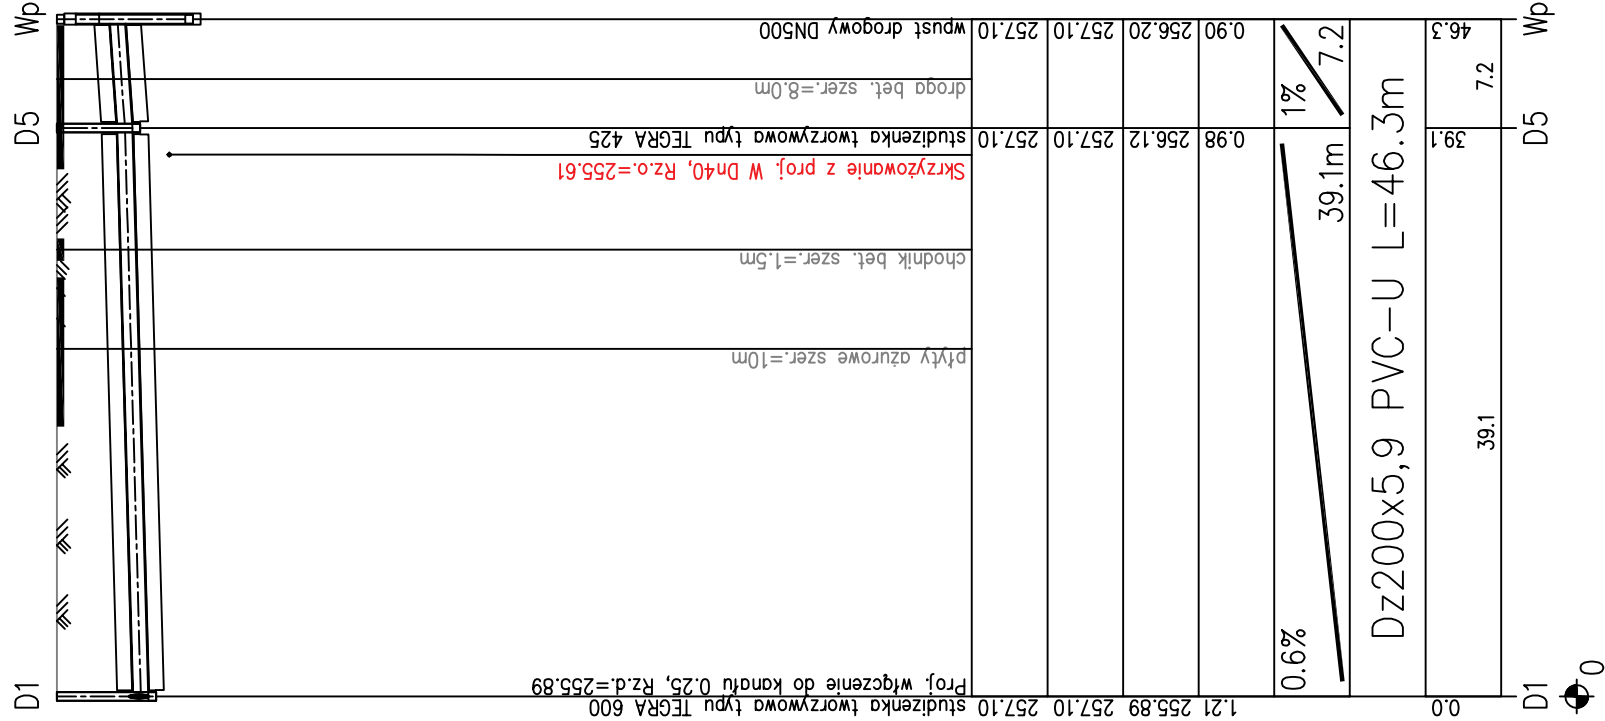 Wp
wpust drogowy DN500
257.10
257.10
256.20
0.90
46.3
Wp
droga bet. szer.=8.0m
1%
7.2
7.2
D5
studizenka tworzywowa typu TEGRA 425
257.10
257.10
256.12
0.98
39.1
D5
Skrzyżowanie z proj. W Dn40, Rz.o.=255.61
39.1m
chodnik bet. szer.=1.5m
płyty ażurowe szer.=10m
Dz200x5,9 PVC-U L=46.3m
39.1
0.6%
Proj. włączenie do kanału 0.25, Rz.d.=255.89
D1
studzienka tworzywowa typu TEGRA 600
257.10
257.10
255.89
1.21
0.0
D1
0